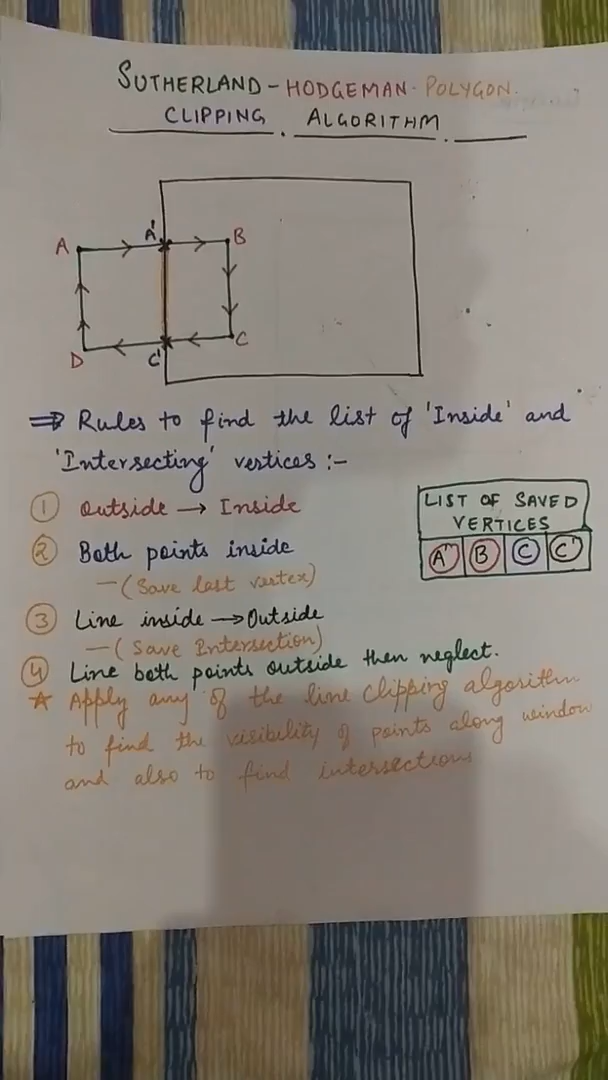 SUTHERLAND-HODGEMAN-POLYGON
CLIPPING ALGORITHM
A
A'
B
C
C'
D
⇒ Rules to find the list of 'Inside' and
'Intersecting' vertices :-
① Outside → Inside
② Both points inside
-(Save last vertex)
③ Line inside → Outside
-(Save Intersection)
④ Line both points outside then neglect.
☆ Apply any of the line clipping algorithm
to find the visibility of points along window
and also to find intersections
LIST OF SAVED
VERTICES
A' B C C'